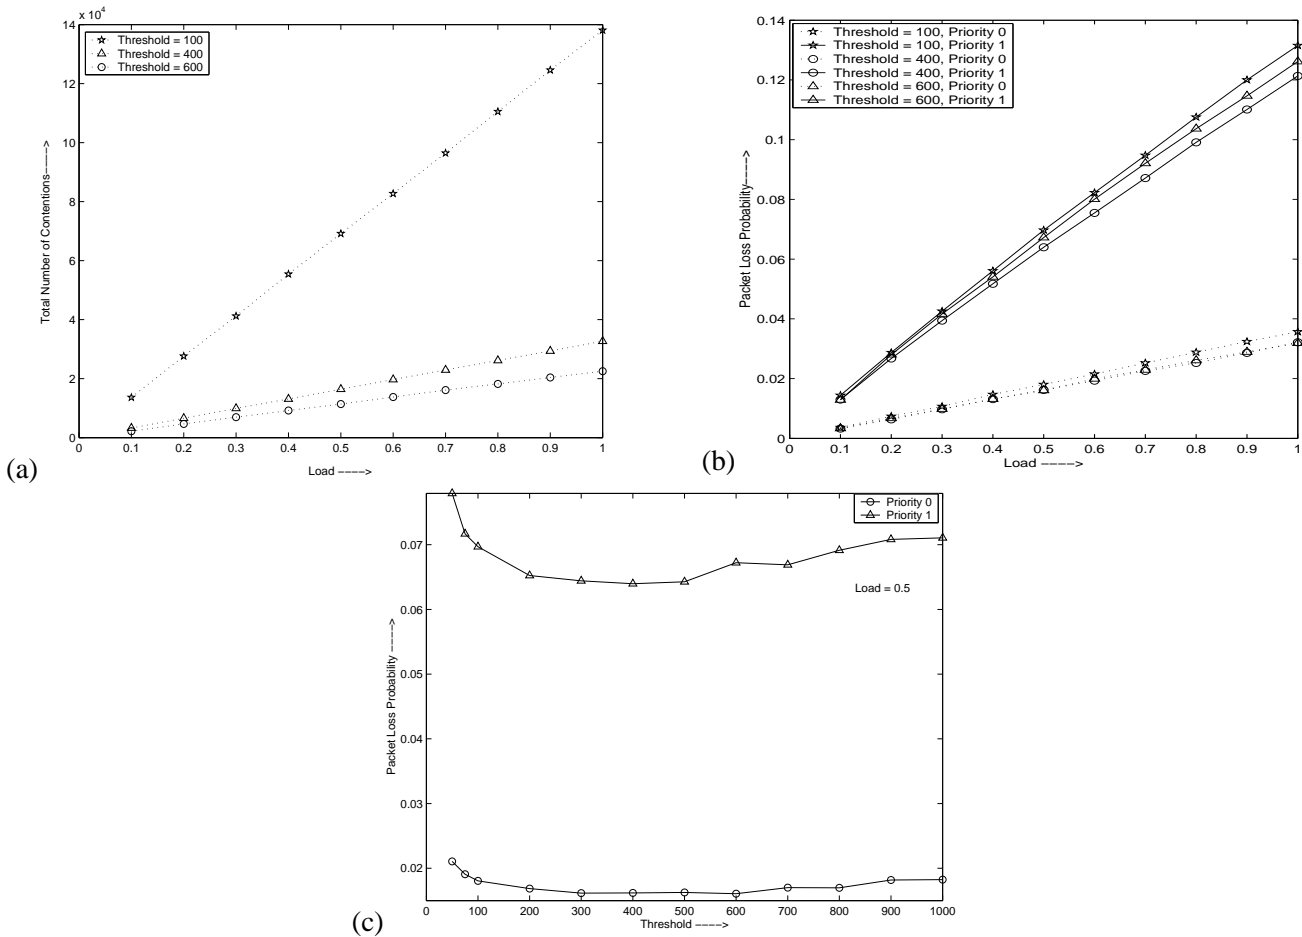 x 10⁴
14
12
10
8
6
4
2
0
0 0.1 0.2 0.3 0.4 0.5 0.6 0.7 0.8 0.9 1
Load ----->
Total Number of Contentions----->
Threshold = 100
Threshold = 400
Threshold = 600
(a)
0.14
0.12
0.1
0.08
0.06
0.04
0.02
0
0 0.1 0.2 0.3 0.4 0.5 0.6 0.7 0.8 0.9 1
Load ---->
Packet Loss Probability---->
Threshold = 100, Priority 0
Threshold = 100, Priority 1
Threshold = 400, Priority 0
Threshold = 400, Priority 1
Threshold = 600, Priority 0
Threshold = 600, Priority 1
(b)
0.07
0.06
0.05
0.04
0.03
0.02
0 100 200 300 400 500 600 700 800 900 1000
Threshold ---->
Packet Loss Probability ---->
Priority 0
Priority 1
Load = 0.5
(c)